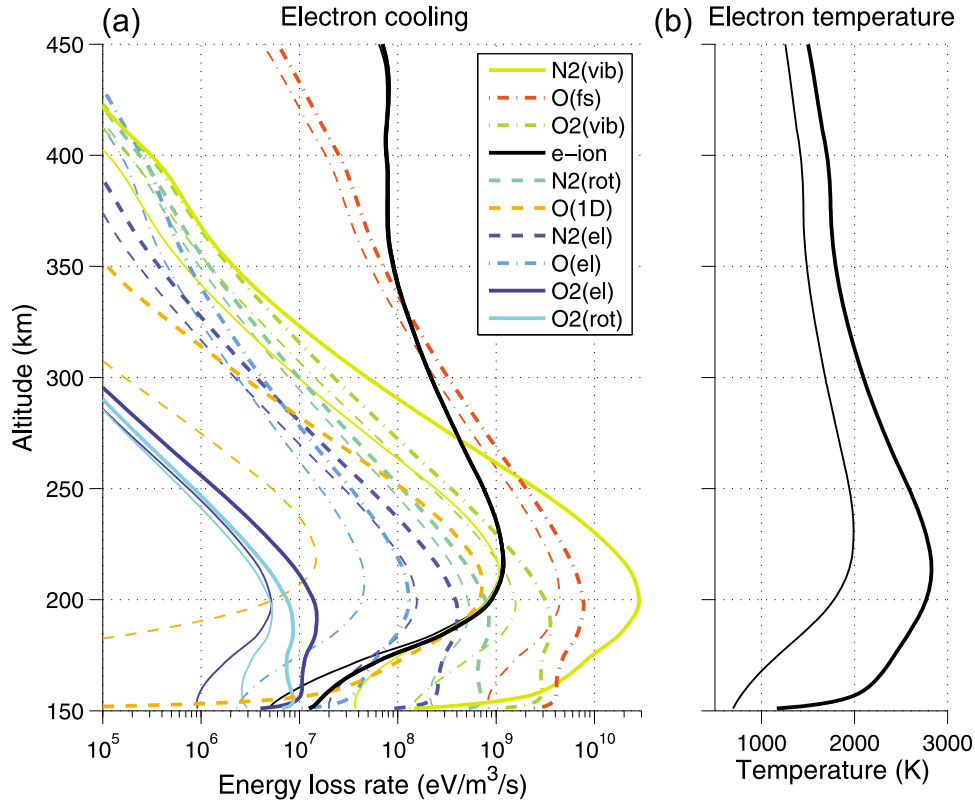 (a) Electron cooling
(b) Electron temperature
450
400
350
300
250
200
150
Altitude (km)
N2(vib)
O(fs)
O2(vib)
e−ion
N2(rot)
O(1D)
N2(el)
O(el)
O2(el)
O2(rot)
10^5 10^6 10^7 10^8 10^9 10^10
Energy loss rate (eV/m^3/s)
1000 2000 3000
Temperature (K)